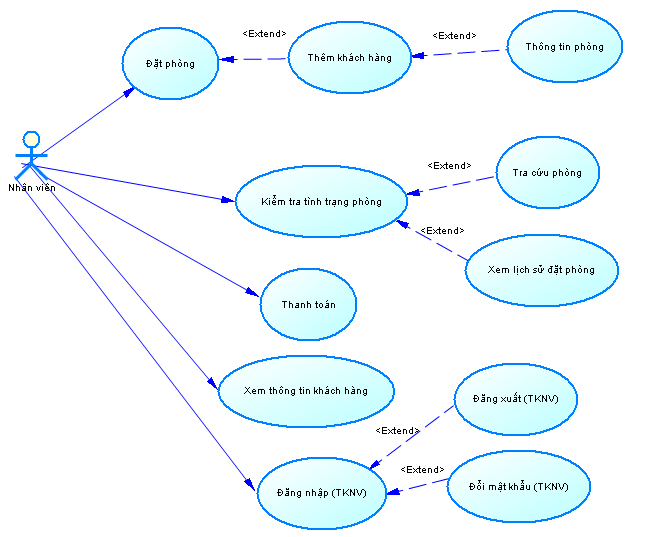 <Extend>
<Extend>
Đặt phòng
Thêm khách hàng
Thông tin phòng
Nhân viên
<Extend>
Tra cứu phòng
Kiểm tra tình trạng phòng
<Extend>
Xem lịch sử đặt phòng
Thanh toán
Xem thông tin khách hàng
Đăng xuất (TKNV)
<Extend>
<Extend>
Đăng nhập (TKNV)
Đổi mật khẩu (TKNV)